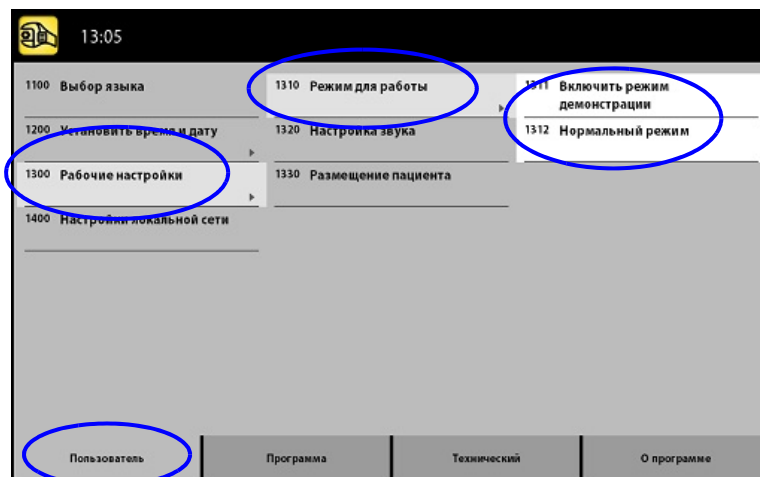 13:05
1100 Выбор языка
1200 Установить время и дату
1300 Рабочие настройки
1400 Настройки локальной сети
1310 Режим для работы
1320 Настройка звука
1330 Размещение пациента
1311 Включить режим
демонстрации
1312 Нормальный режим
Пользователь
Программа
Технический
О программе